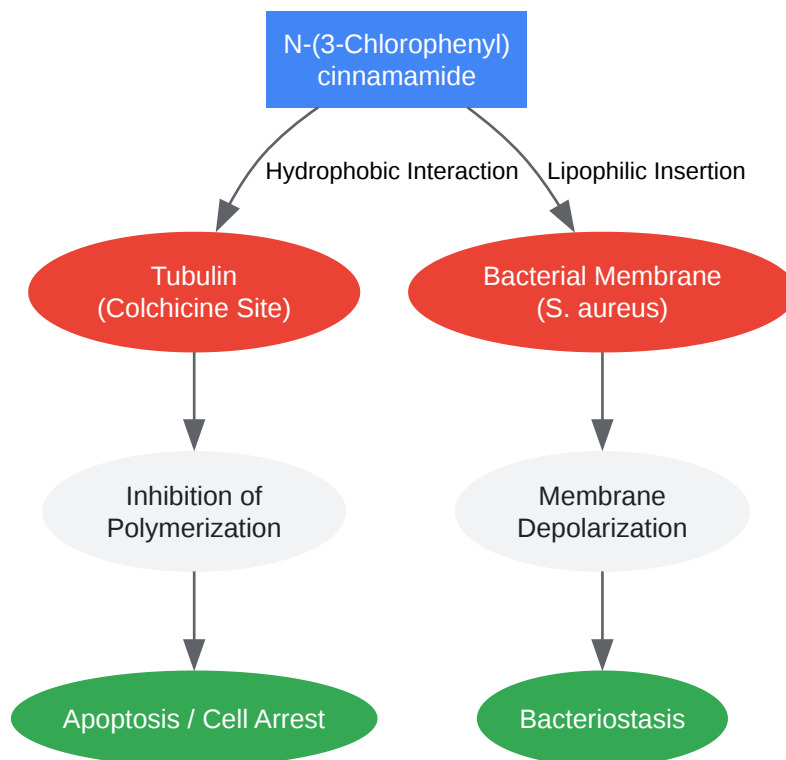 N-(3-Chlorophenyl)
cinnamamide
Hydrophobic Interaction
Lipophilic Insertion
Tubulin
(Colchicine Site)
Bacterial Membrane
(S. aureus)
Inhibition of
Polymerization
Membrane
Depolarization
Apoptosis / Cell Arrest
Bacteriostasis